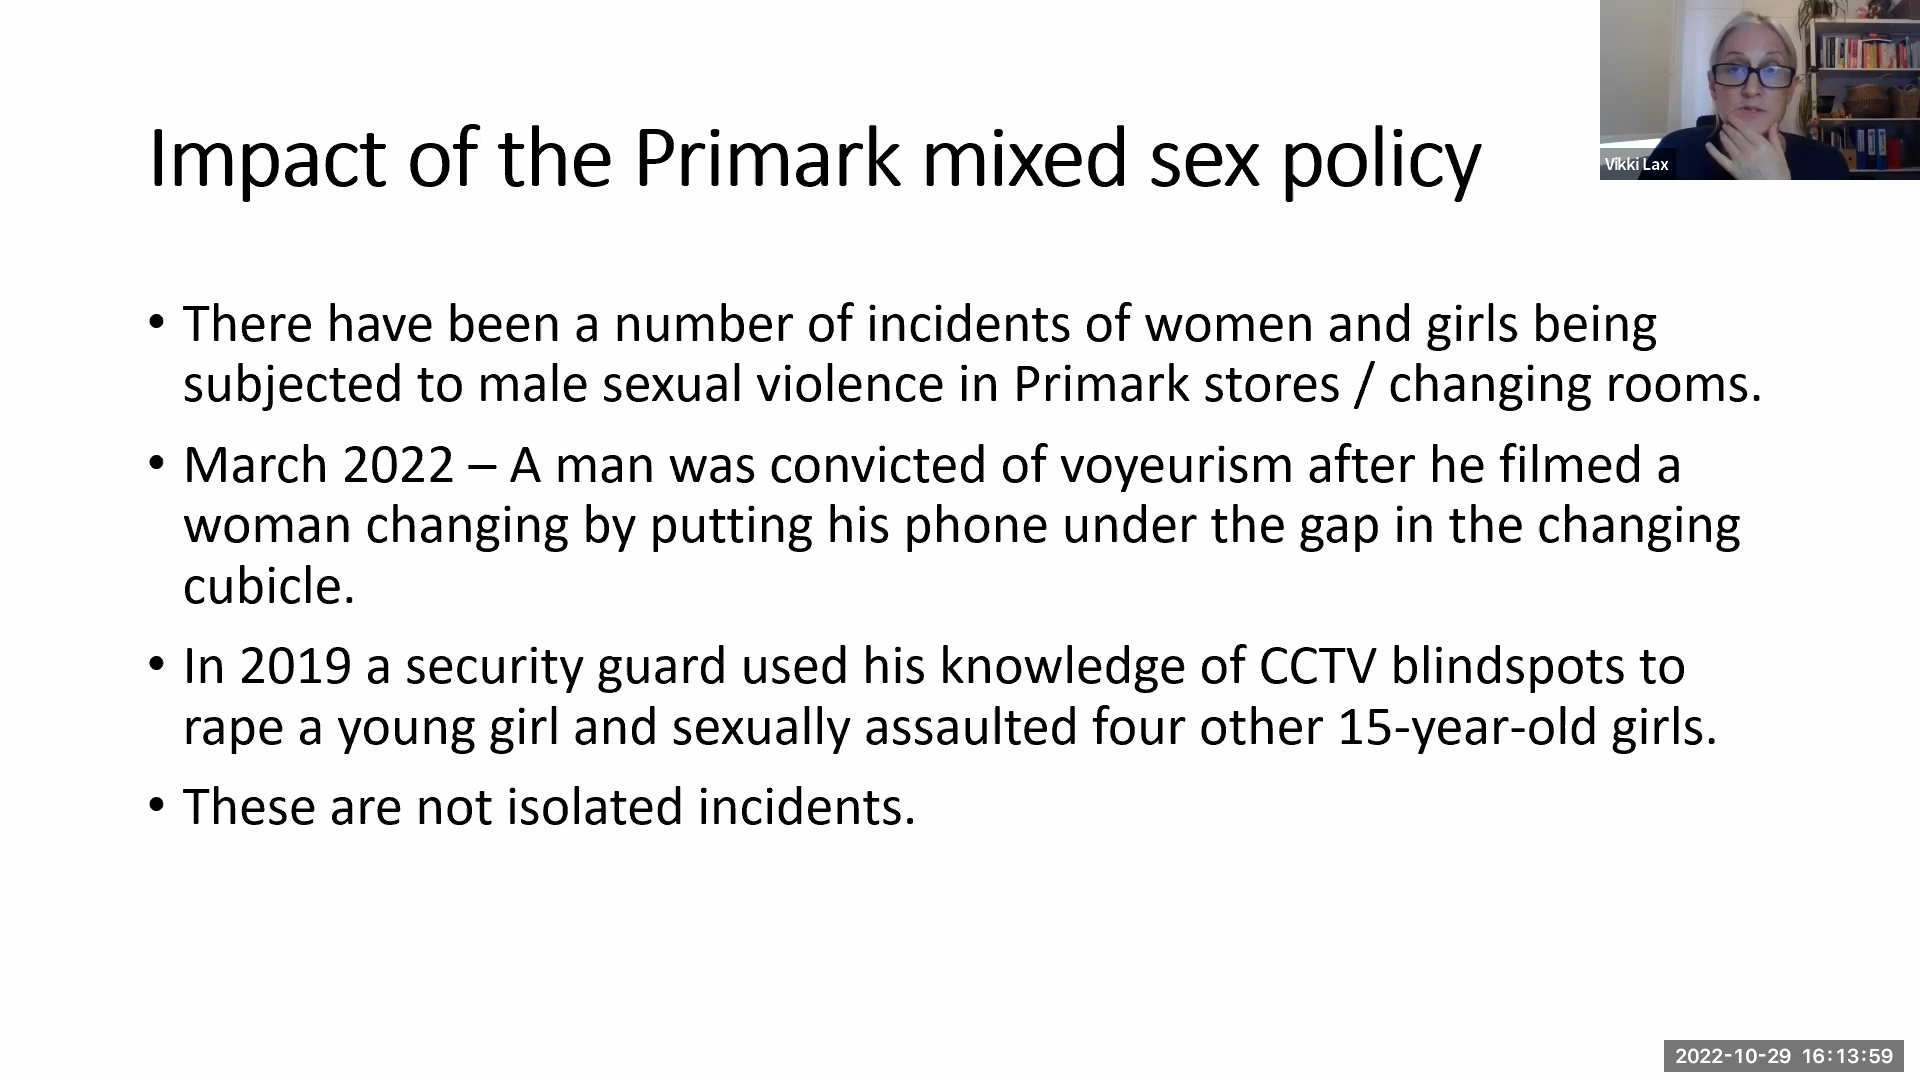 Impact of the Primark mixed sex policy
Vikki Lax
• There have been a number of incidents of women and girls being
subjected to male sexual violence in Primark stores / changing rooms.
• March 2022 – A man was convicted of voyeurism after he filmed a
woman changing by putting his phone under the gap in the changing
cubicle.
• In 2019 a security guard used his knowledge of CCTV blindspots to
rape a young girl and sexually assaulted four other 15-year-old girls.
• These are not isolated incidents.
2022-10-29 16:13:59